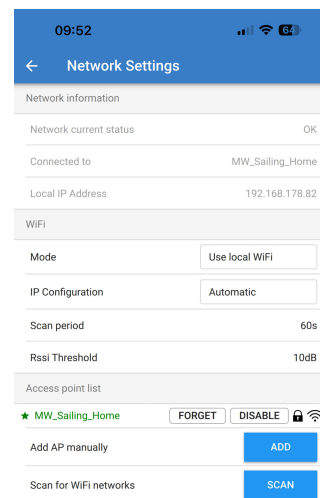 09:52
64
Network Settings
Network information
Network current status OK
Connected to MW_Sailing_Home
Local IP Address 192.168.178.82
WiFi
Mode Use local WiFi
IP Configuration Automatic
Scan period 60s
Rssi Threshold 10dB
Access point list
MW_Sailing_Home FORGET DISABLE
Add AP manually ADD
Scan for WiFi networks SCAN